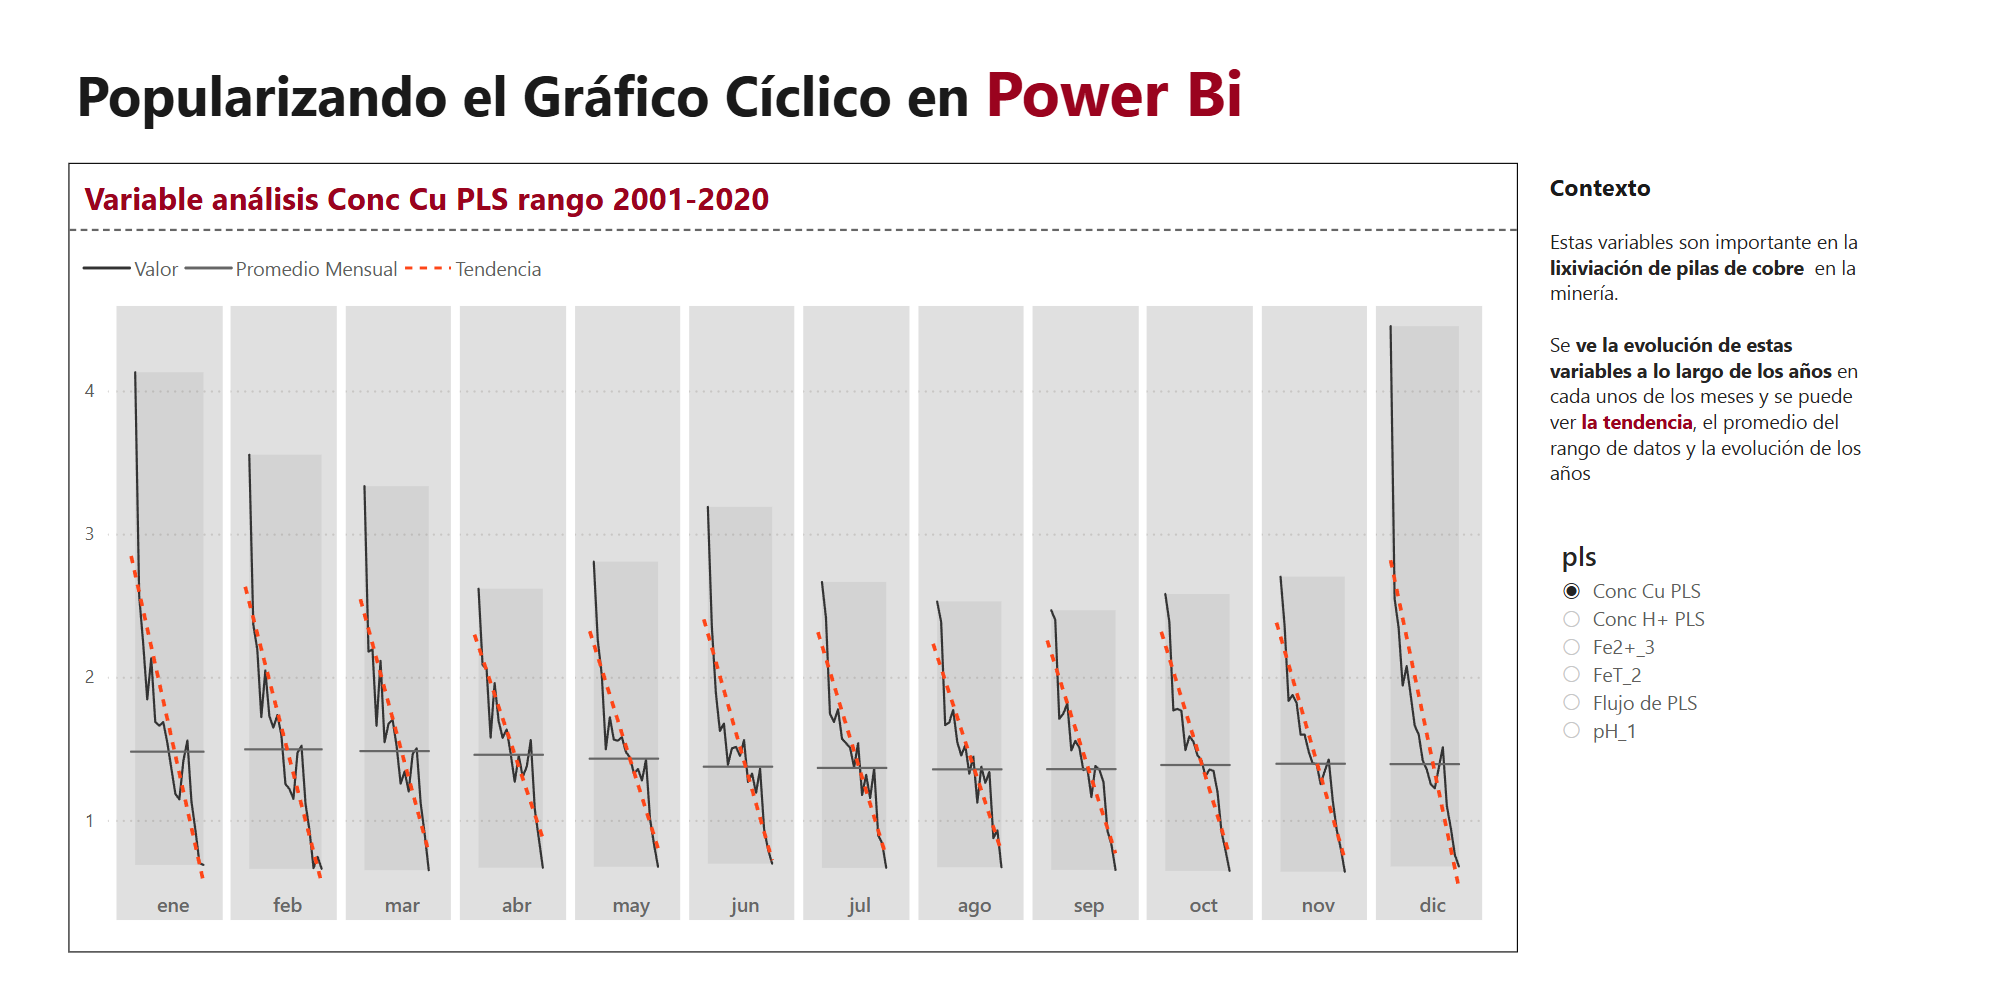 Popularizando el Gráfico Cíclico en Power Bi
Variable análisis Conc Cu PLS rango 2001-2020
Valor Promedio Mensual Tendencia
4
3
2
1
ene feb mar abr may jun jul ago sep oct nov dic
Contexto
Estas variables son importante en la
lixiviación de pilas de cobre en la
minería.
Se ve la evolución de estas
variables a lo largo de los años en
cada unos de los meses y se puede
ver la tendencia, el promedio del
rango de datos y la evolución de los
años
pls
Conc Cu PLS
Conc H+ PLS
Fe2+_3
FeT_2
Flujo de PLS
pH_1